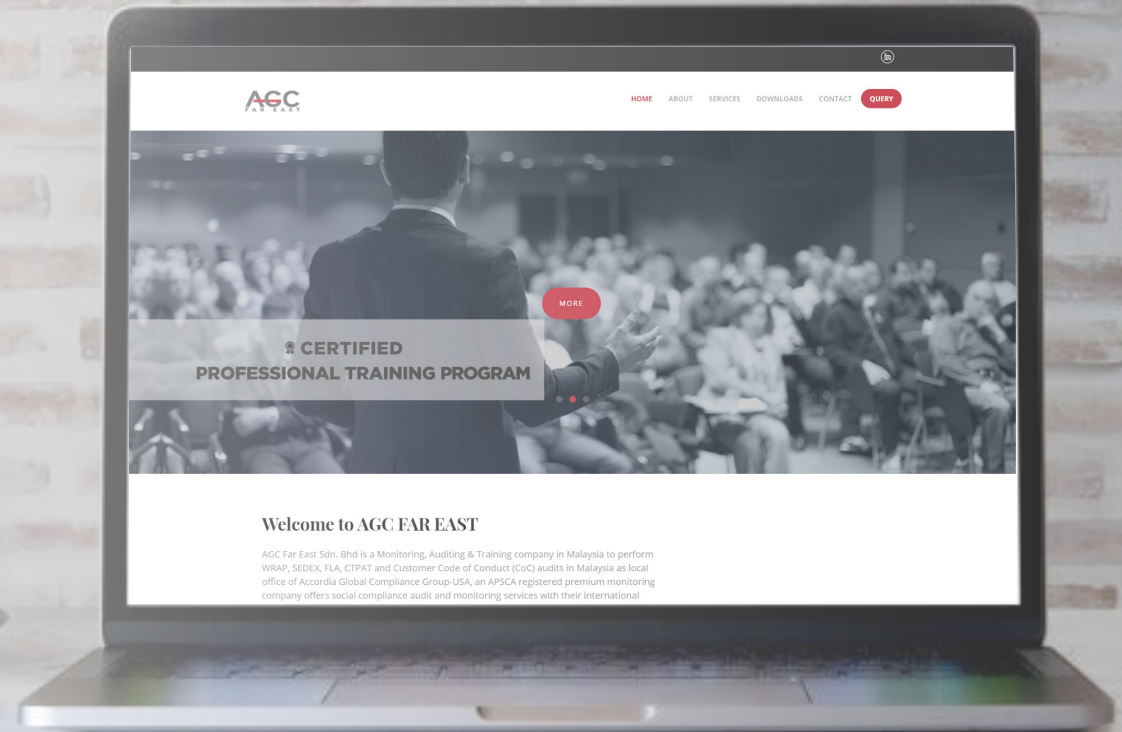 in
AGC
FAR EAST
HOME ABOUT SERVICES DOWNLOADS CONTACT QUERY
MORE
CERTIFIED
PROFESSIONAL TRAINING PROGRAM
Welcome to AGC FAR EAST
AGC Far East Sdn. Bhd is a Monitoring, Auditing & Training company in Malaysia to perform
WRAP, SEDEX, FLA, CTPAT and Customer Code of Conduct (CoC) audits in Malaysia as local
office of Accordia Global Compliance Group-USA, an APSCA registered premium monitoring
company offers social compliance audit and monitoring services with their international